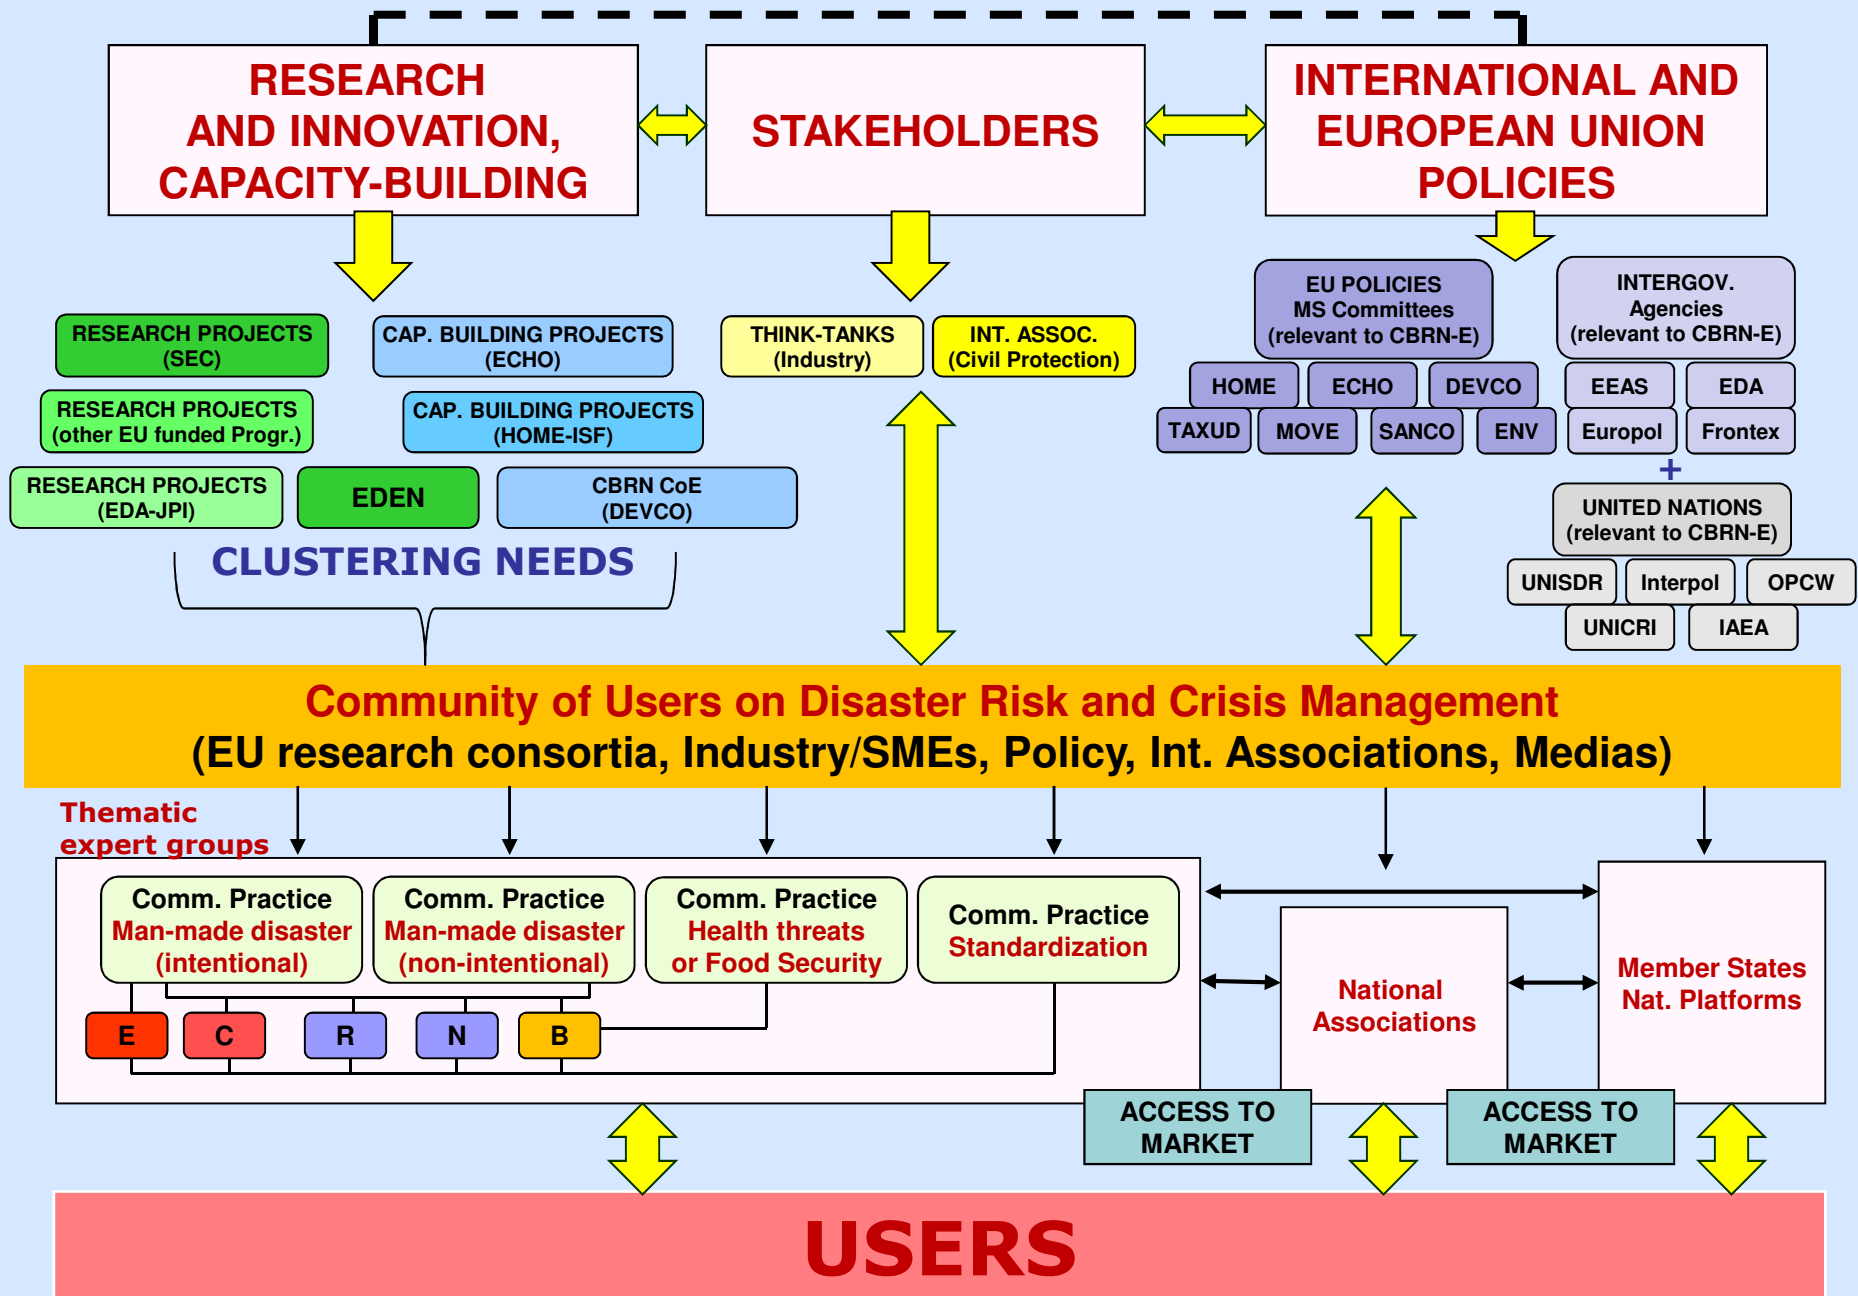 RESEARCH
AND INNOVATION,
CAPACITY-BUILDING
STAKEHOLDERS
INTERNATIONAL AND
EUROPEAN UNION
POLICIES
RESEARCH PROJECTS
(SEC)
CAP. BUILDING PROJECTS
(ECHO)
RESEARCH PROJECTS
(other EU funded Progr.)
CAP. BUILDING PROJECTS
(HOME-ISF)
RESEARCH PROJECTS
(EDA-JPI)
EDEN
CBRN CoE
(DEVCO)
CLUSTERING NEEDS
THINK-TANKS
(Industry)
INT. ASSOC.
(Civil Protection)
EU POLICIES
MS Committees
(relevant to CBRN-E)
HOME
ECHO
DEVCO
TAXUD
MOVE
SANCO
ENV
INTERGOV.
Agencies
(relevant to CBRN-E)
EEAS
EDA
Europol
Frontex
+
UNITED NATIONS
(relevant to CBRN-E)
UNISDR
Interpol
OPCW
UNICRI
IAEA
Community of Users on Disaster Risk and Crisis Management
(EU research consortia, Industry/SMEs, Policy, Int. Associations, Medias)
Thematic
expert groups
Comm. Practice
Man-made disaster
(intentional)
Comm. Practice
Man-made disaster
(non-intentional)
Comm. Practice
Health threats
or Food Security
Comm. Practice
Standardization
E
C
R
N
B
National
Associations
Member States
Nat. Platforms
ACCESS TO
MARKET
ACCESS TO
MARKET
USERS